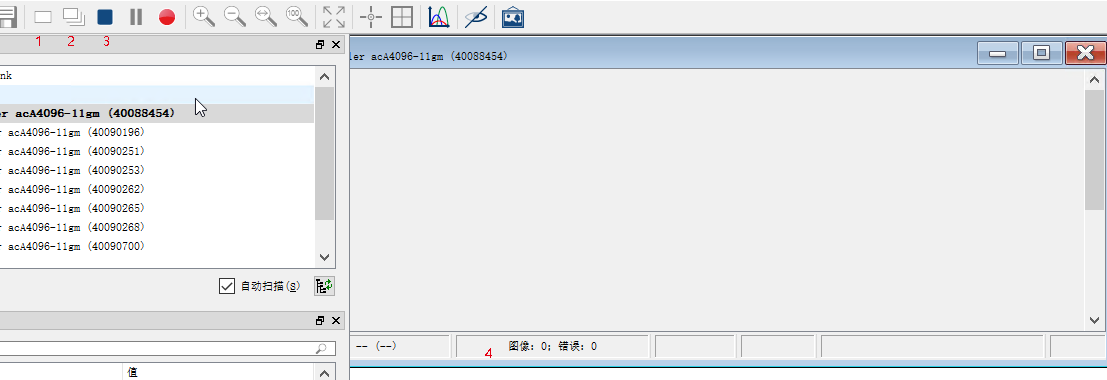 100
1 2 3
ler acA4096-11gm (40088454)
nk
er acA4096-11gm (40088454)
r acA4096-11gm (40090196)
r acA4096-11gm (40090251)
r acA4096-11gm (40090253)
r acA4096-11gm (40090262)
r acA4096-11gm (40090265)
r acA4096-11gm (40090268)
r acA4096-11gm (40090700)
自动扫描(S)
-- (--)
4 图像: 0; 错误: 0
值